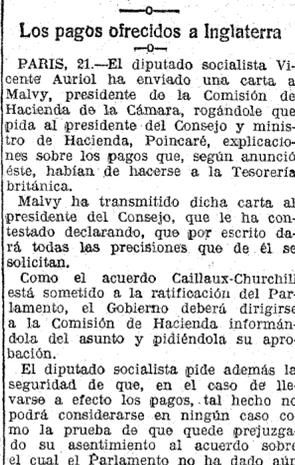 Los pagos ofrecidos a Inglaterra
PARIS, 21.—El diputado socialista Vi-
cente Auriol ha enviado una carta a
Malvy, presidente de la Comisión de
Hacienda de la Cámara, rogándole que
pida al presidente del Consejo y minis-
tro de Hacienda, Poincaré, explicacio-
nes sobre los pagos que, según anunció
éste, habían de hacerse a la Tesorería
británica.
Malvy ha transmitido dicha carta al
presidente del Consejo, que le ha con-
testado declarando, que por escrito da-
rá todas las precisiones que de él se
solicitan.
Como el acuerdo Caillaux-Churchill
está sometido a la ratificación del Par-
lamento, el Gobierno deberá dirigirse
a la Comisión de Hacienda informán-
dola del asunto y pidiéndola su apro-
bación.
El diputado socialista pide además la
seguridad de que, en el caso de lle-
varse a efecto los pagos, tal hecho no
podrá considerarse en ningún caso co-
mo la prueba de que quede prejuzga-
do su asentimiento al acuerdo sobre
el cual el Parlamento no ha dado aún